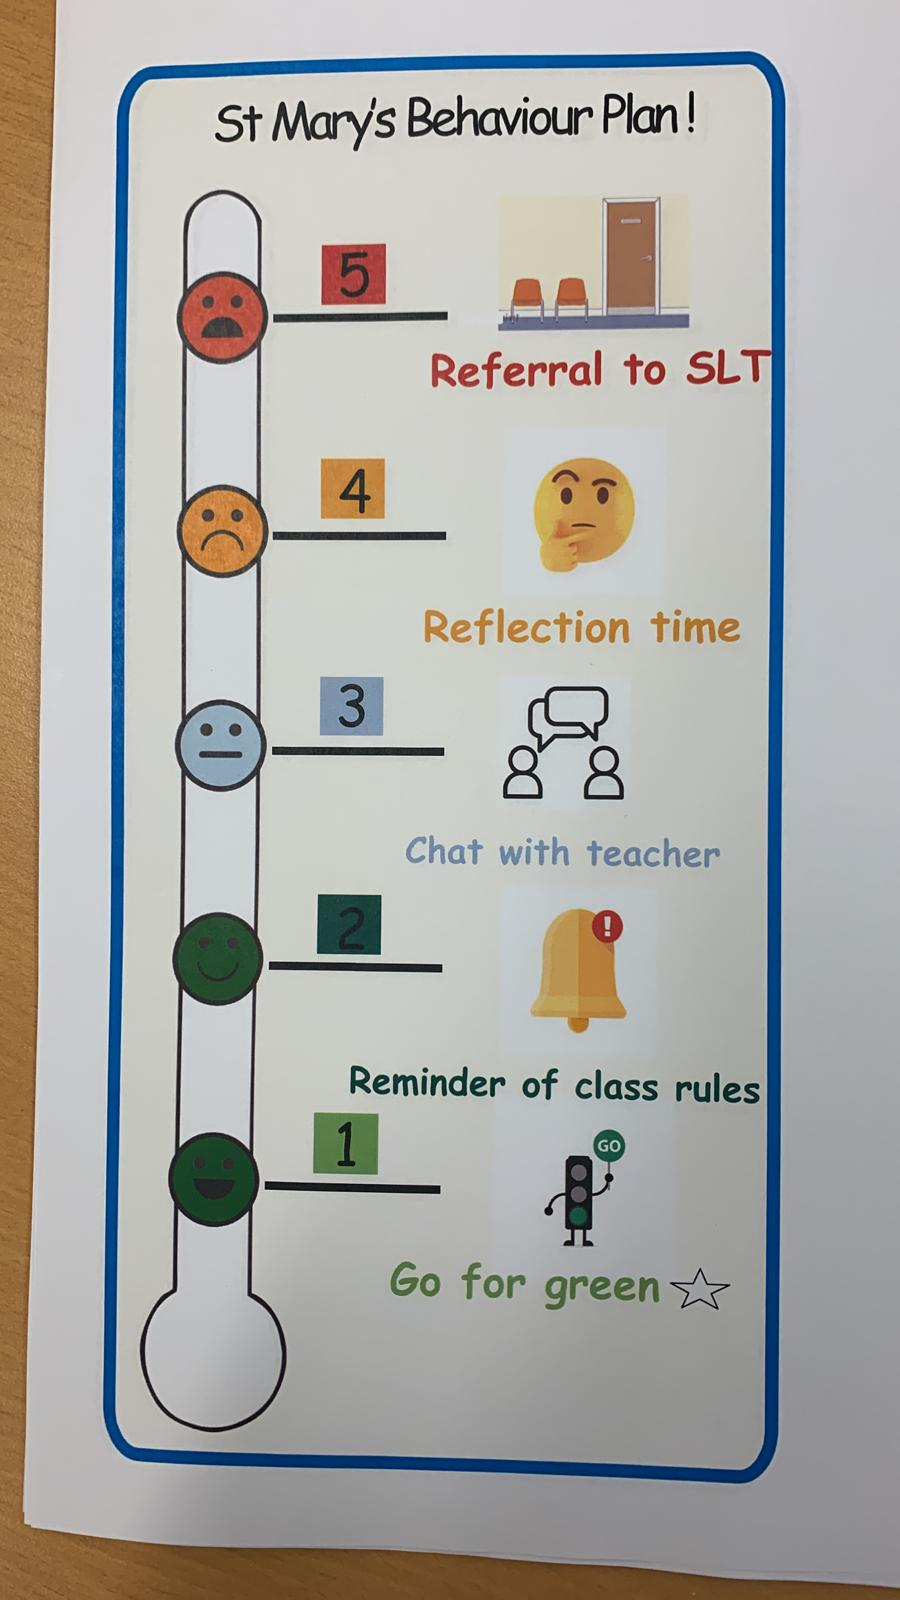 St Mary's Behaviour Plan!
5
Referral to SLT
4
Reflection time
3
Chat with teacher
2
!
Reminder of class rules
1
GO
Go for green